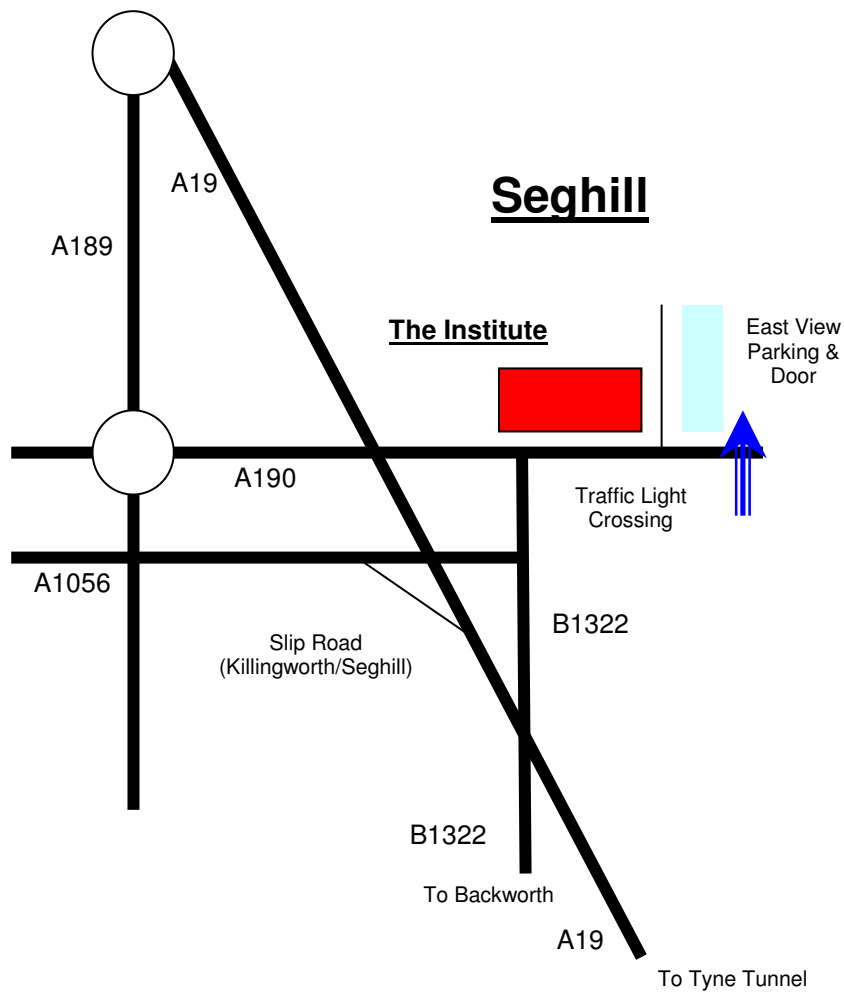 A19
Seghill
A189
The Institute
East View
Parking &
Door
A190
Traffic Light
Crossing
A1056
B1322
Slip Road
(Killingworth/Seghill)
B1322
To Backworth
A19
To Tyne Tunnel